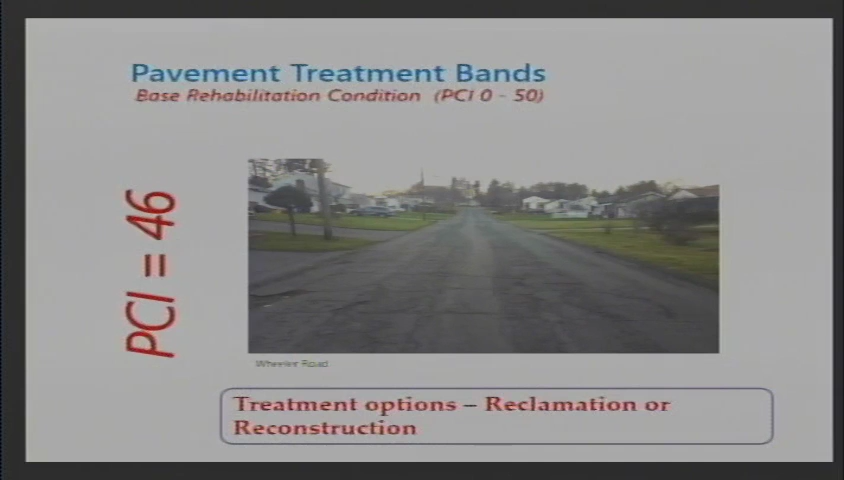 Pavement Treatment Bands
Base Rehabilitation Condition (PCI 0 - 50)
PCI = 46
Wheeler Road
Treatment options – Reclamation or
Reconstruction